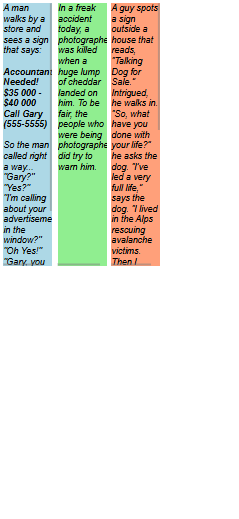 A man
walks by a
store and
sees a sign
that says:
Accountant
Needed!
$35 000 -
$40 000
Call Gary
(555-5555)
So the man
called right
a way...
"Gary?"
"Yes?"
"I'm calling
about your
advertiseme
in the
window?"
"Oh Yes!"
"Gary, you
In a freak
accident
today, a
photographe
was killed
when a
huge lump
of cheddar
landed on
him. To be
fair, the
people who
were being
photographe
did try to
warn him.
A guy spots
a sign
outside a
house that
reads,
"Talking
Dog for
Sale."
Intrigued,
he walks in.
"So, what
have you
done with
your life?"
he asks the
dog. "I've
led a very
full life,"
says the
dog. "I lived
in the Alps
rescuing
avalanche
victims.
Then I